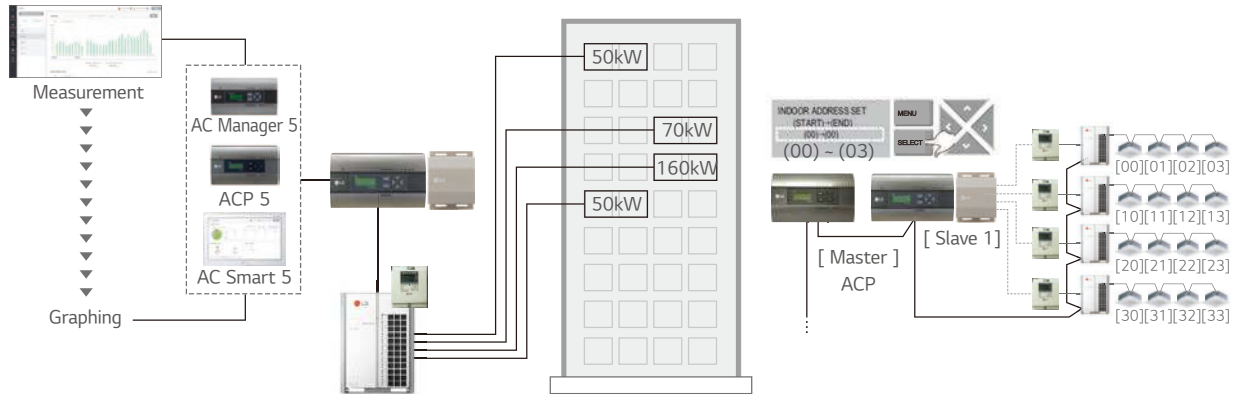 Measurement
Graphing
AC Manager 5
ACP 5
AC Smart 5
LG
50kW
70kW
160kW
50kW
INDOOR ADDRESS SET
(START)→(END)
(00)→(00)
(00) ~ (03)
MENU
SELECT
[ Master ]
ACP
[ Slave 1]
[00][01][02][03]
[10][11][12][13]
[20][21][22][23]
[30][31][32][33]